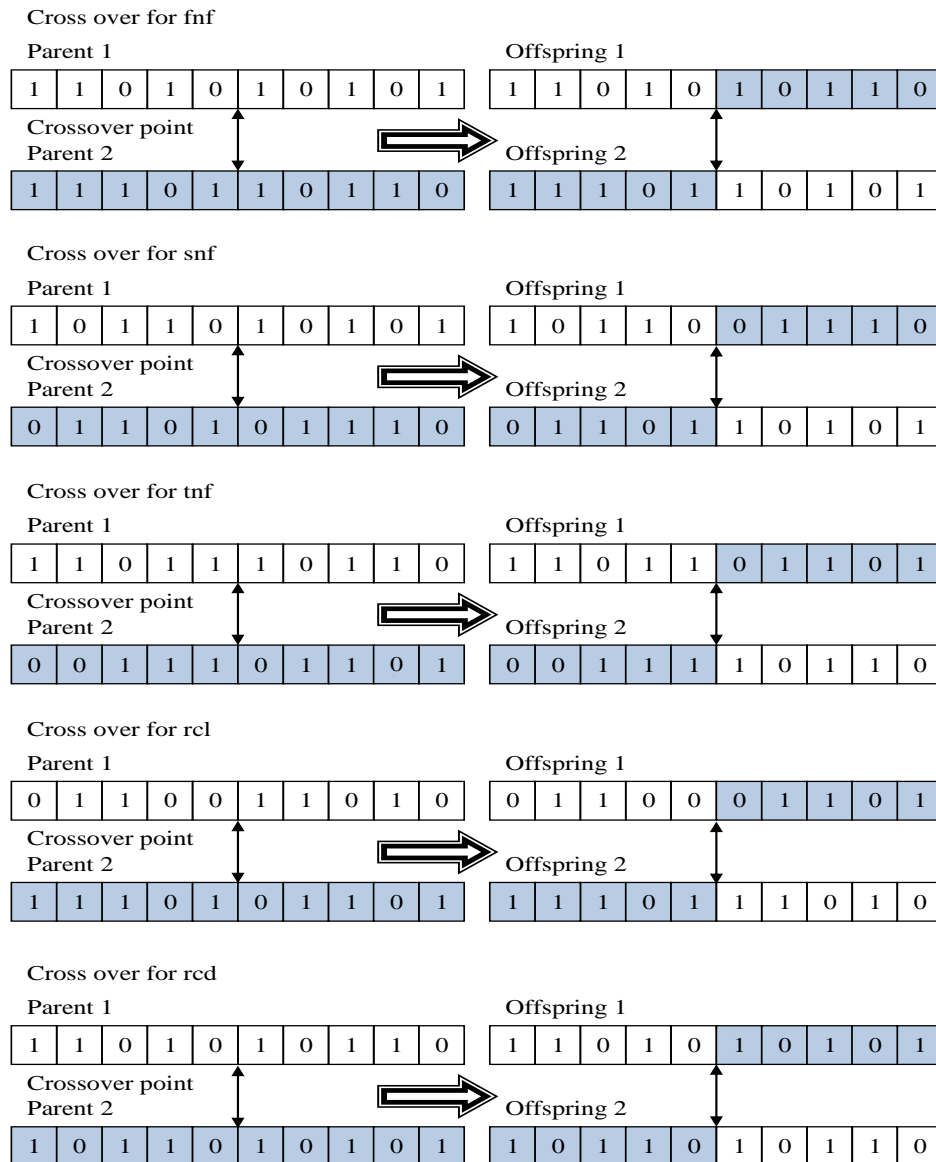 Cross over for fnf
Parent 1 Offspring 1
1 1 0 1 0 1 0 1 0 1 1 1 0 1 0 1 0 1 1 0
Crossover point
Parent 2 Offspring 2
1 1 1 0 1 1 0 1 1 0 1 1 1 0 1 1 0 1 0 1
Cross over for snf
Parent 1 Offspring 1
1 0 1 1 0 1 0 1 0 1 1 0 1 1 0 0 1 1 1 0
Crossover point
Parent 2 Offspring 2
0 1 1 0 1 0 1 1 1 0 0 1 1 0 1 1 0 1 0 1
Cross over for tnf
Parent 1 Offspring 1
1 1 0 1 1 1 0 1 1 0 1 1 0 1 1 0 1 1 0 1
Crossover point
Parent 2 Offspring 2
0 0 1 1 1 0 1 1 0 1 0 0 1 1 1 1 0 1 1 0
Cross over for rcl
Parent 1 Offspring 1
0 1 1 0 0 1 1 0 1 0 0 1 1 0 0 0 1 1 0 1
Crossover point
Parent 2 Offspring 2
1 1 1 0 1 0 1 1 0 1 1 1 1 0 1 1 1 0 1 0
Cross over for rcd
Parent 1 Offspring 1
1 1 0 1 0 1 0 1 1 0 1 1 0 1 0 1 0 1 0 1
Crossover point
Parent 2 Offspring 2
1 0 1 1 0 1 0 1 0 1 1 0 1 1 0 1 0 1 1 0